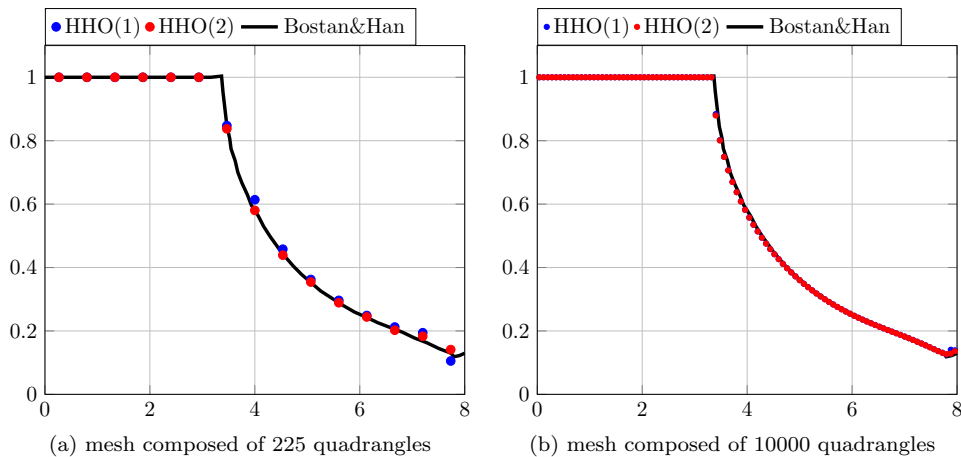 HHO(1) HHO(2) Bostan&Han
1
0.8
0.6
0.4
0.2
0
0 2 4 6 8
(a) mesh composed of 225 quadrangles
HHO(1) HHO(2) Bostan&Han
1
0.8
0.6
0.4
0.2
0
0 2 4 6 8
(b) mesh composed of 10000 quadrangles